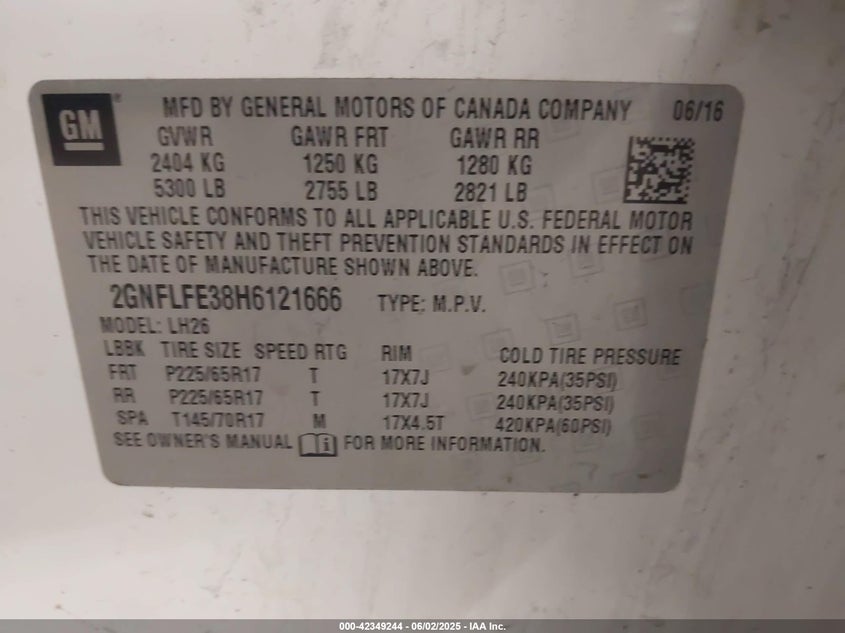 GM
MFD BY GENERAL MOTORS OF CANADA COMPANY 06/16
GVWR GAWR FRT GAWR RR
2404 KG 1250 KG 1280 KG
5300 LB 2755 LB 2821 LB
THIS VEHICLE CONFORMS TO ALL APPLICABLE U.S. FEDERAL MOTOR
VEHICLE SAFETY AND THEFT PREVENTION STANDARDS IN EFFECT ON
THE DATE OF MANUFACTURE SHOWN ABOVE.
2GNFLFE38H6121666 TYPE: M.P.V.
MODEL: LH26
LBBK TIRE SIZE SPEED RTG RIM COLD TIRE PRESSURE
FRT P225/65R17 T 17X7J 240KPA(35PSI)
RR P225/65R17 T 17X7J 240KPA(35PSI)
SPA T145/70R17 M 17X4.5T 420KPA(60PSI)
SEE OWNER'S MANUAL FOR MORE INFORMATION.
000-42349244 - 06/02/2025 - IAA Inc.